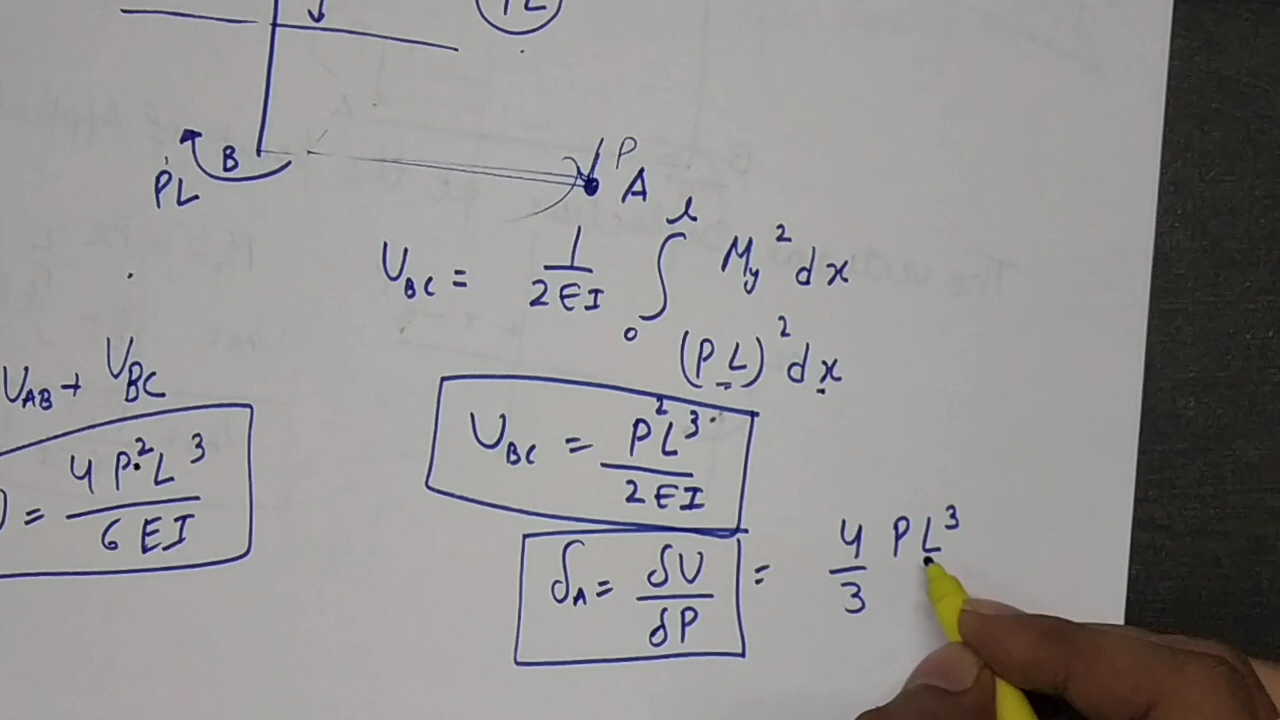 PL
P
B
PL
A
U_BC = 1/2EI ∫₀^l M_y² dx
(PL)² dx
U_AB + U_BC
U_BC = P²L³/2EI
= 4P²L³/6EI
δ_A = δU/δP = 4/3 PL³